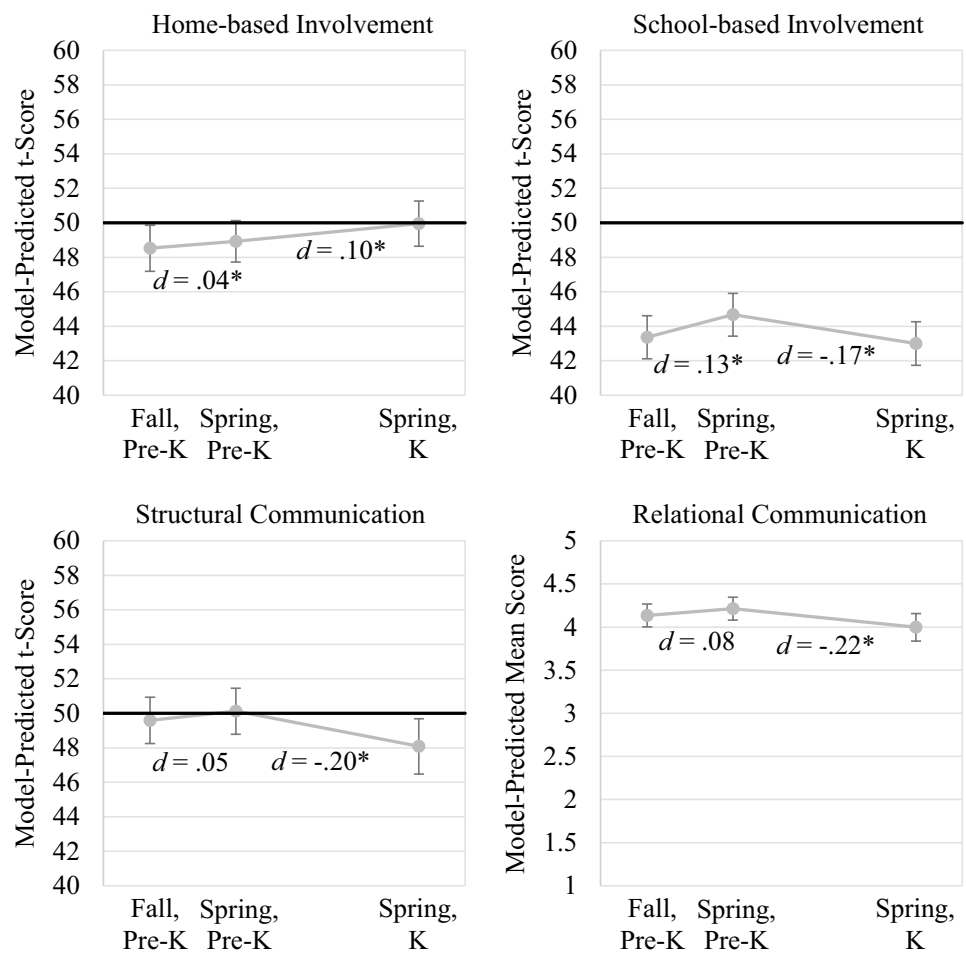 Home-based Involvement
Model-Predicted t-Score
60
58
56
54
52
50
48
46
44
42
40
d = .04*
d = .10*
Fall,
Pre-K
Spring,
Pre-K
Spring,
K
School-based Involvement
Model-Predicted t-Score
60
58
56
54
52
50
48
46
44
42
40
d = .13*
d = -.17*
Fall,
Pre-K
Spring,
Pre-K
Spring,
K
Structural Communication
Model-Predicted t-Score
60
58
56
54
52
50
48
46
44
42
40
d = .05
d = -.20*
Fall,
Pre-K
Spring,
Pre-K
Spring,
K
Relational Communication
Model-Predicted Mean Score
5
4.5
4
3.5
3
2.5
2
1.5
1
d = .08
d = -.22*
Fall,
Pre-K
Spring,
Pre-K
Spring,
K